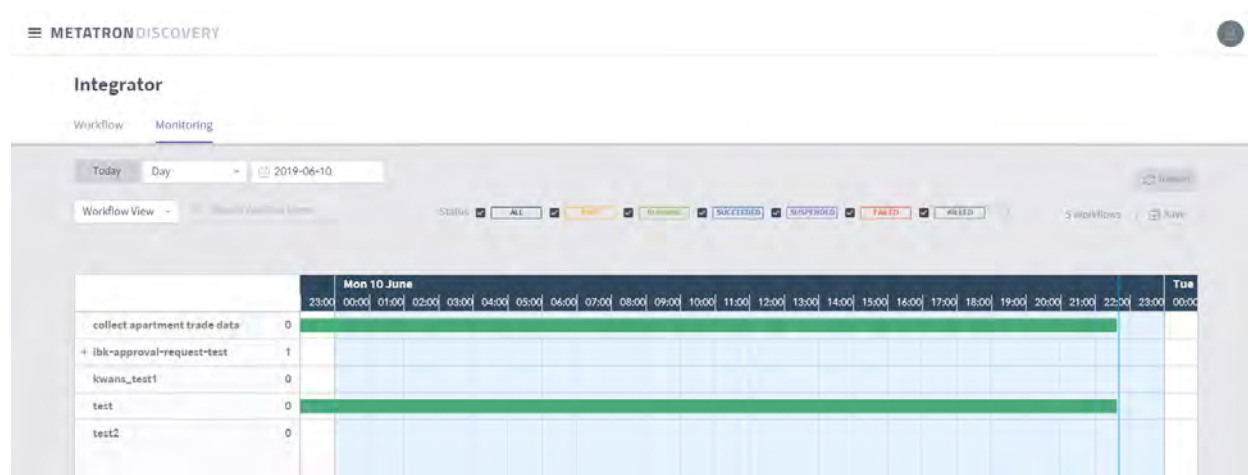 METATRON DISCOVERY
Integrator
Workflow Monitoring
Today Day 2019-06-10
Workflow View Status ALL RUNNING SUCCEEDED SUSPENDED FAILED KILLED 5 workflows Save
Mon 10 June Tue
23:00 00:00 01:00 02:00 03:00 04:00 05:00 06:00 07:00 08:00 09:00 10:00 11:00 12:00 13:00 14:00 15:00 16:00 17:00 18:00 19:00 20:00 21:00 22:00 23:00 00:00
collect apartment trade data 0
+ ibk-approval-request-test 1
kwans_test1 0
test 0
test2 0